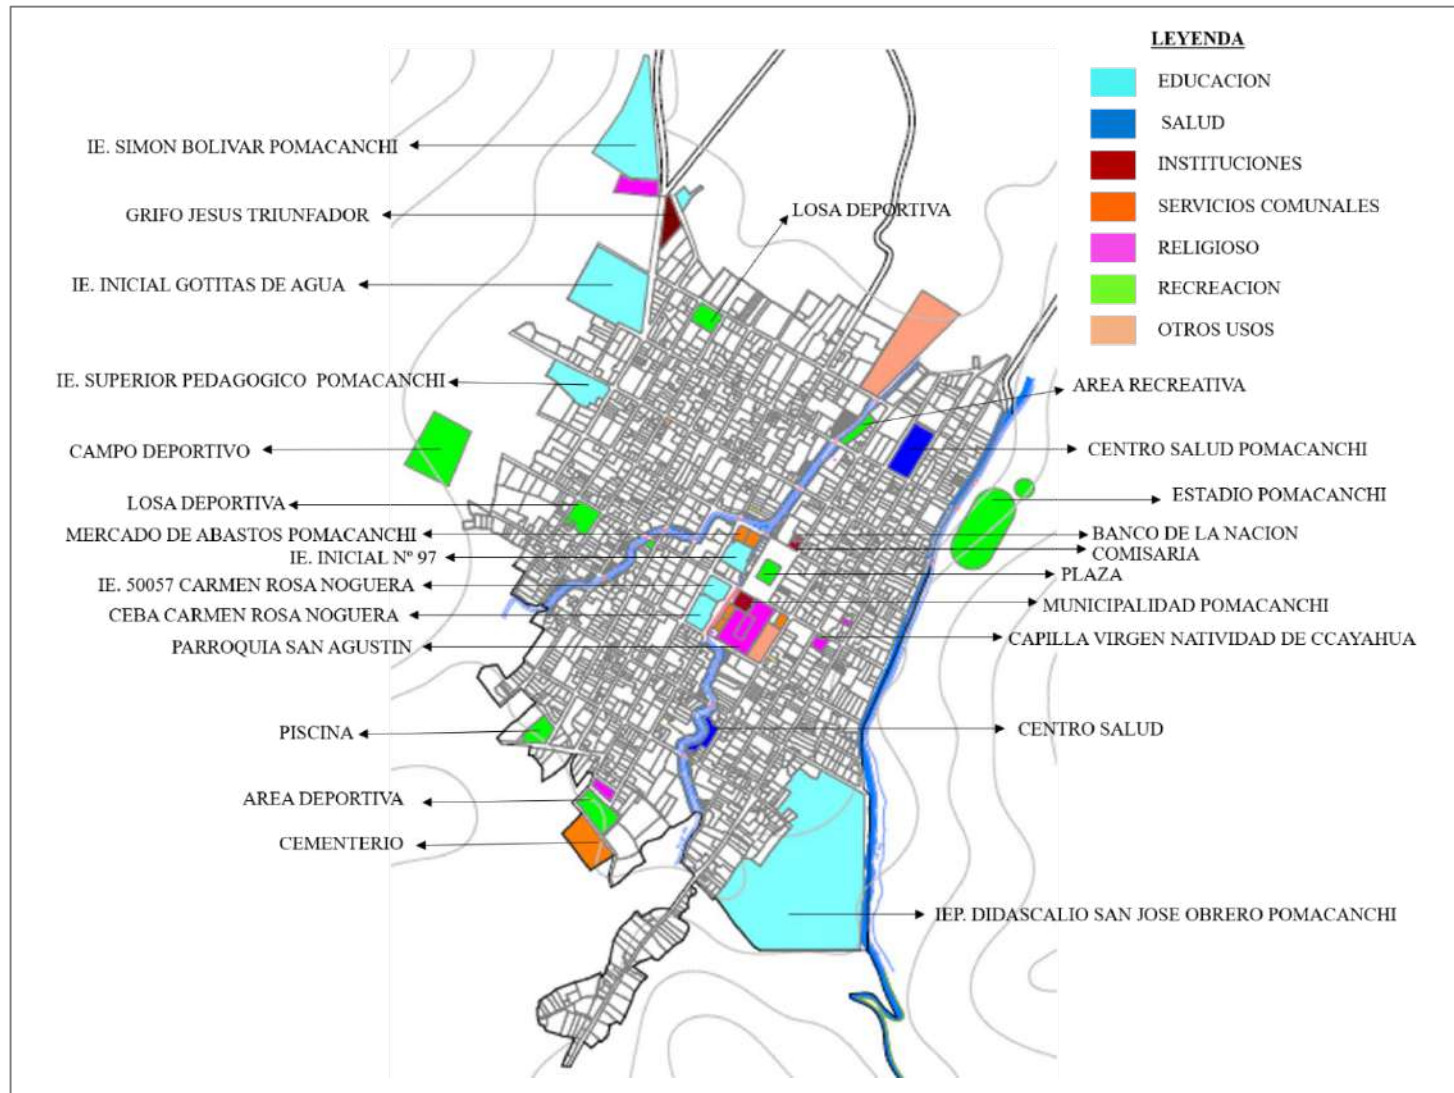 LEYENDA
EDUCACION
SALUD
INSTITUCIONES
SERVICIOS COMUNALES
RELIGIOSO
RECREACION
OTROS USOS
IE. SIMON BOLIVAR POMACANCHI
GRIFO JESUS TRIUNFADOR
IE. INICIAL GOTITAS DE AGUA
IE. SUPERIOR PEDAGOGICO POMACANCHI
CAMPO DEPORTIVO
LOSA DEPORTIVA
MERCADO DE ABASTOS POMACANCHI
IE. INICIAL Nº 97
IE. 50057 CARMEN ROSA NOGUERA
CEBA CARMEN ROSA NOGUERA
PARROQUIA SAN AGUSTIN
PISCINA
AREA DEPORTIVA
CEMENTERIO
LOSA DEPORTIVA
AREA RECREATIVA
CENTRO SALUD POMACANCHI
ESTADIO POMACANCHI
BANCO DE LA NACION
COMISARIA
PLAZA
MUNICIPALIDAD POMACANCHI
CAPILLA VIRGEN NATIVIDAD DE CCAYAHUA
CENTRO SALUD
IEP. DIDASCALIO SAN JOSE OBRERO POMACANCHI